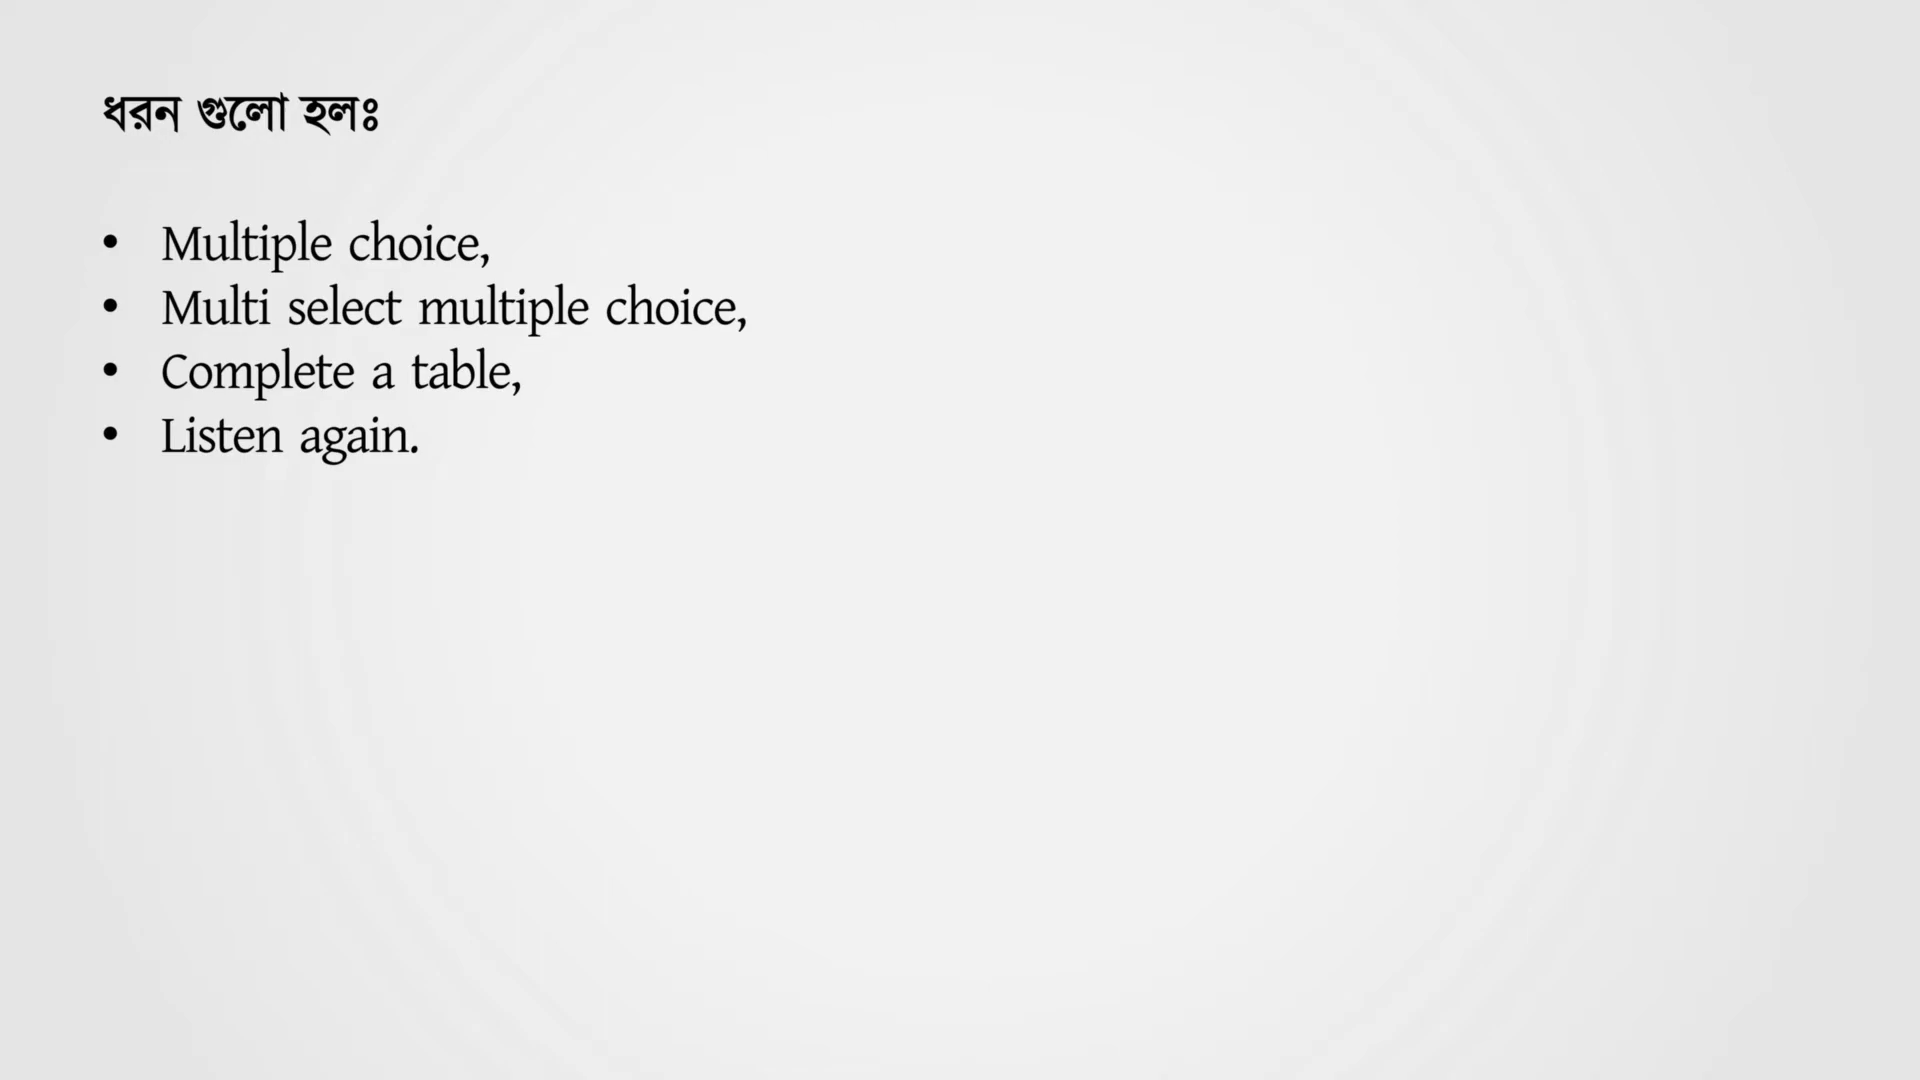 ধরন গুলো হলঃ
• Multiple choice,
• Multi select multiple choice,
• Complete a table,
• Listen again.